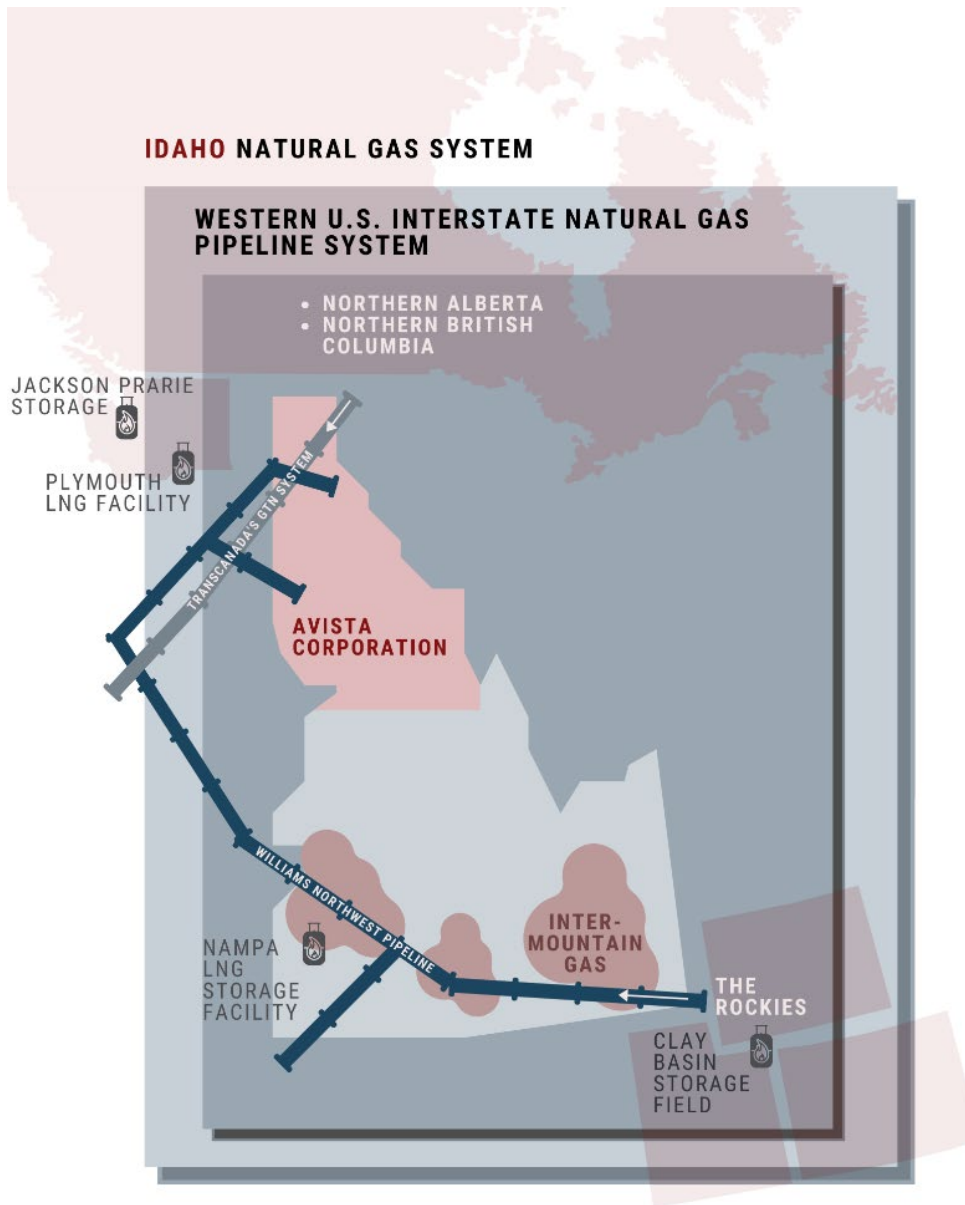 IDAHO NATURAL GAS SYSTEM
WESTERN U.S. INTERSTATE NATURAL GAS
PIPELINE SYSTEM
• NORTHERN ALBERTA
• NORTHERN BRITISH
COLUMBIA
JACKSON PRARIE
STORAGE
PLYMOUTH
LNG FACILITY
TRANSCANADA'S GTN SYSTEM
AVISTA
CORPORATION
WILLIAMS NORTHWEST PIPELINE
NAMPA
LNG
STORAGE
FACILITY
INTER-
MOUNTAIN
GAS
THE
ROCKIES
CLAY
BASIN
STORAGE
FIELD